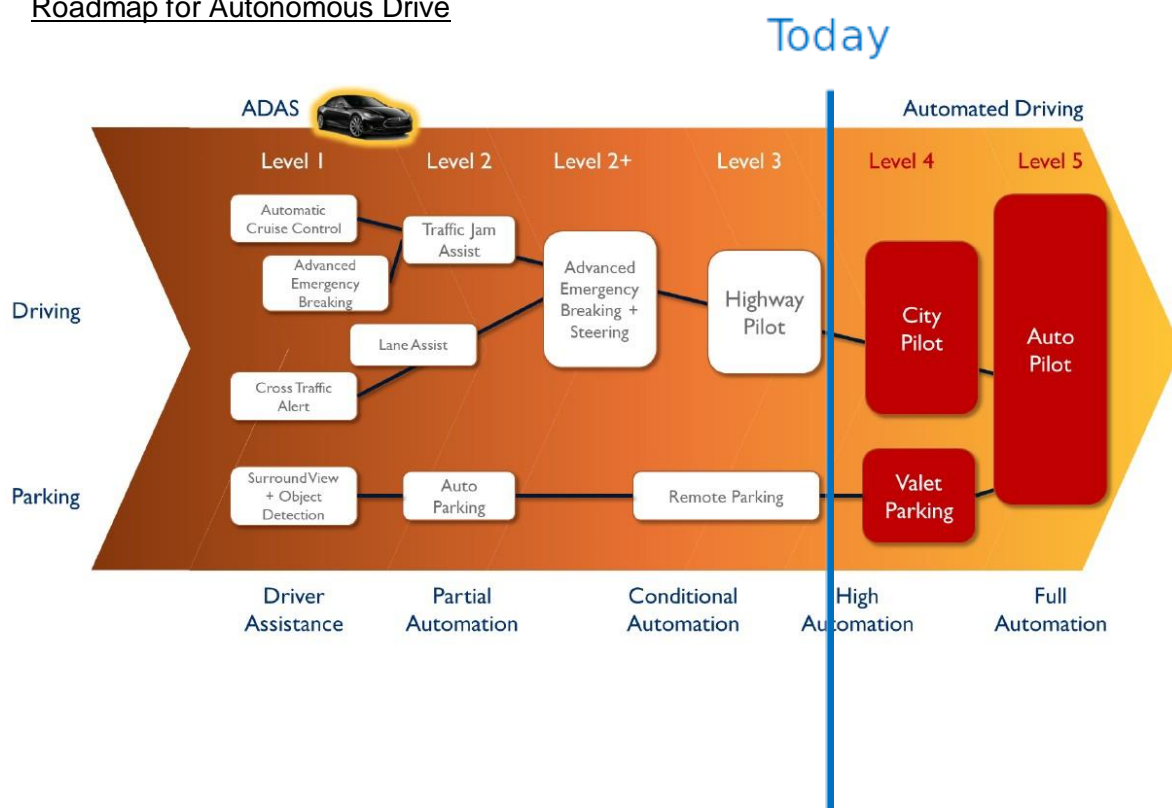 Roadmap for Autonomous Drive
Today
ADAS
Automated Driving
Level 1
Level 2
Level 2+
Level 3
Level 4
Level 5
Driving
Automatic
Cruise Control
Advanced
Emergency
Breaking
Lane Assist
Cross Traffic
Alert
Traffic Jam
Assist
Advanced
Emergency
Breaking +
Steering
Highway
Pilot
City
Pilot
Auto
Pilot
Parking
Surround View
+ Object
Detection
Auto
Parking
Remote Parking
Valet
Parking
Driver
Assistance
Partial
Automation
Conditional
Automation
High
Automation
Full
Automation